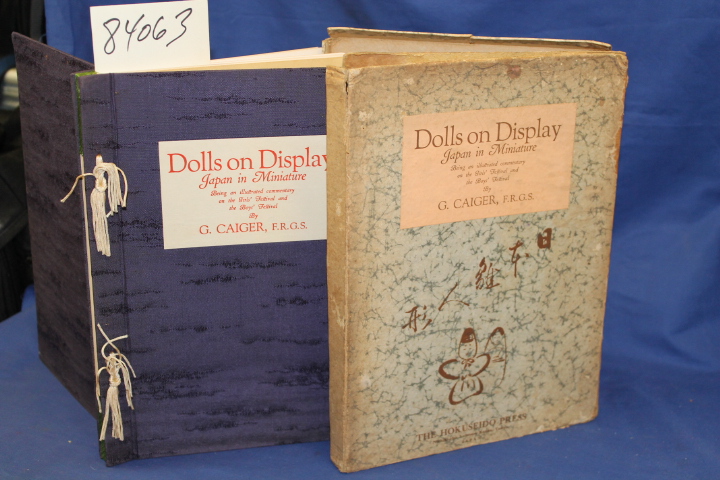 84063
Dolls on Display
Japan in Miniature
Being an illustrated commentary
on the Girls' Festival and
the Boys' Festival
By
G. CAIGER, F.R.G.S.
Dolls on Display
Japan in Miniature
Being an illustrated commentary
on the Girls' Festival and
the Boys' Festival
By
G. CAIGER, F.R.G.S.
日本雛人形
THE HOKUSEIDO PRESS